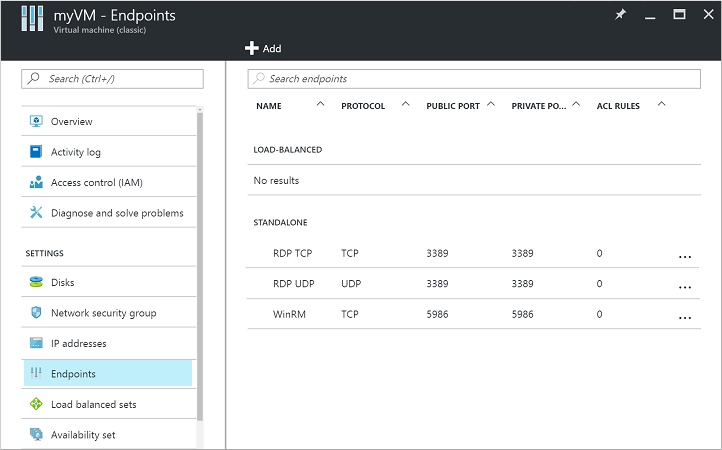 myVM - Endpoints
Virtual machine (classic)
Add
Search (Ctrl+/)
Overview
Activity log
Access control (IAM)
Diagnose and solve problems
SETTINGS
Disks
Network security group
IP addresses
Endpoints
Load balanced sets
Availability set
Search endpoints
NAME PROTOCOL PUBLIC PORT PRIVATE PO... ACL RULES
LOAD-BALANCED
No results
STANDALONE
RDP TCP TCP 3389 3389 0 ...
RDP UDP UDP 3389 3389 0 ...
WinRM TCP 5986 5986 0 ...